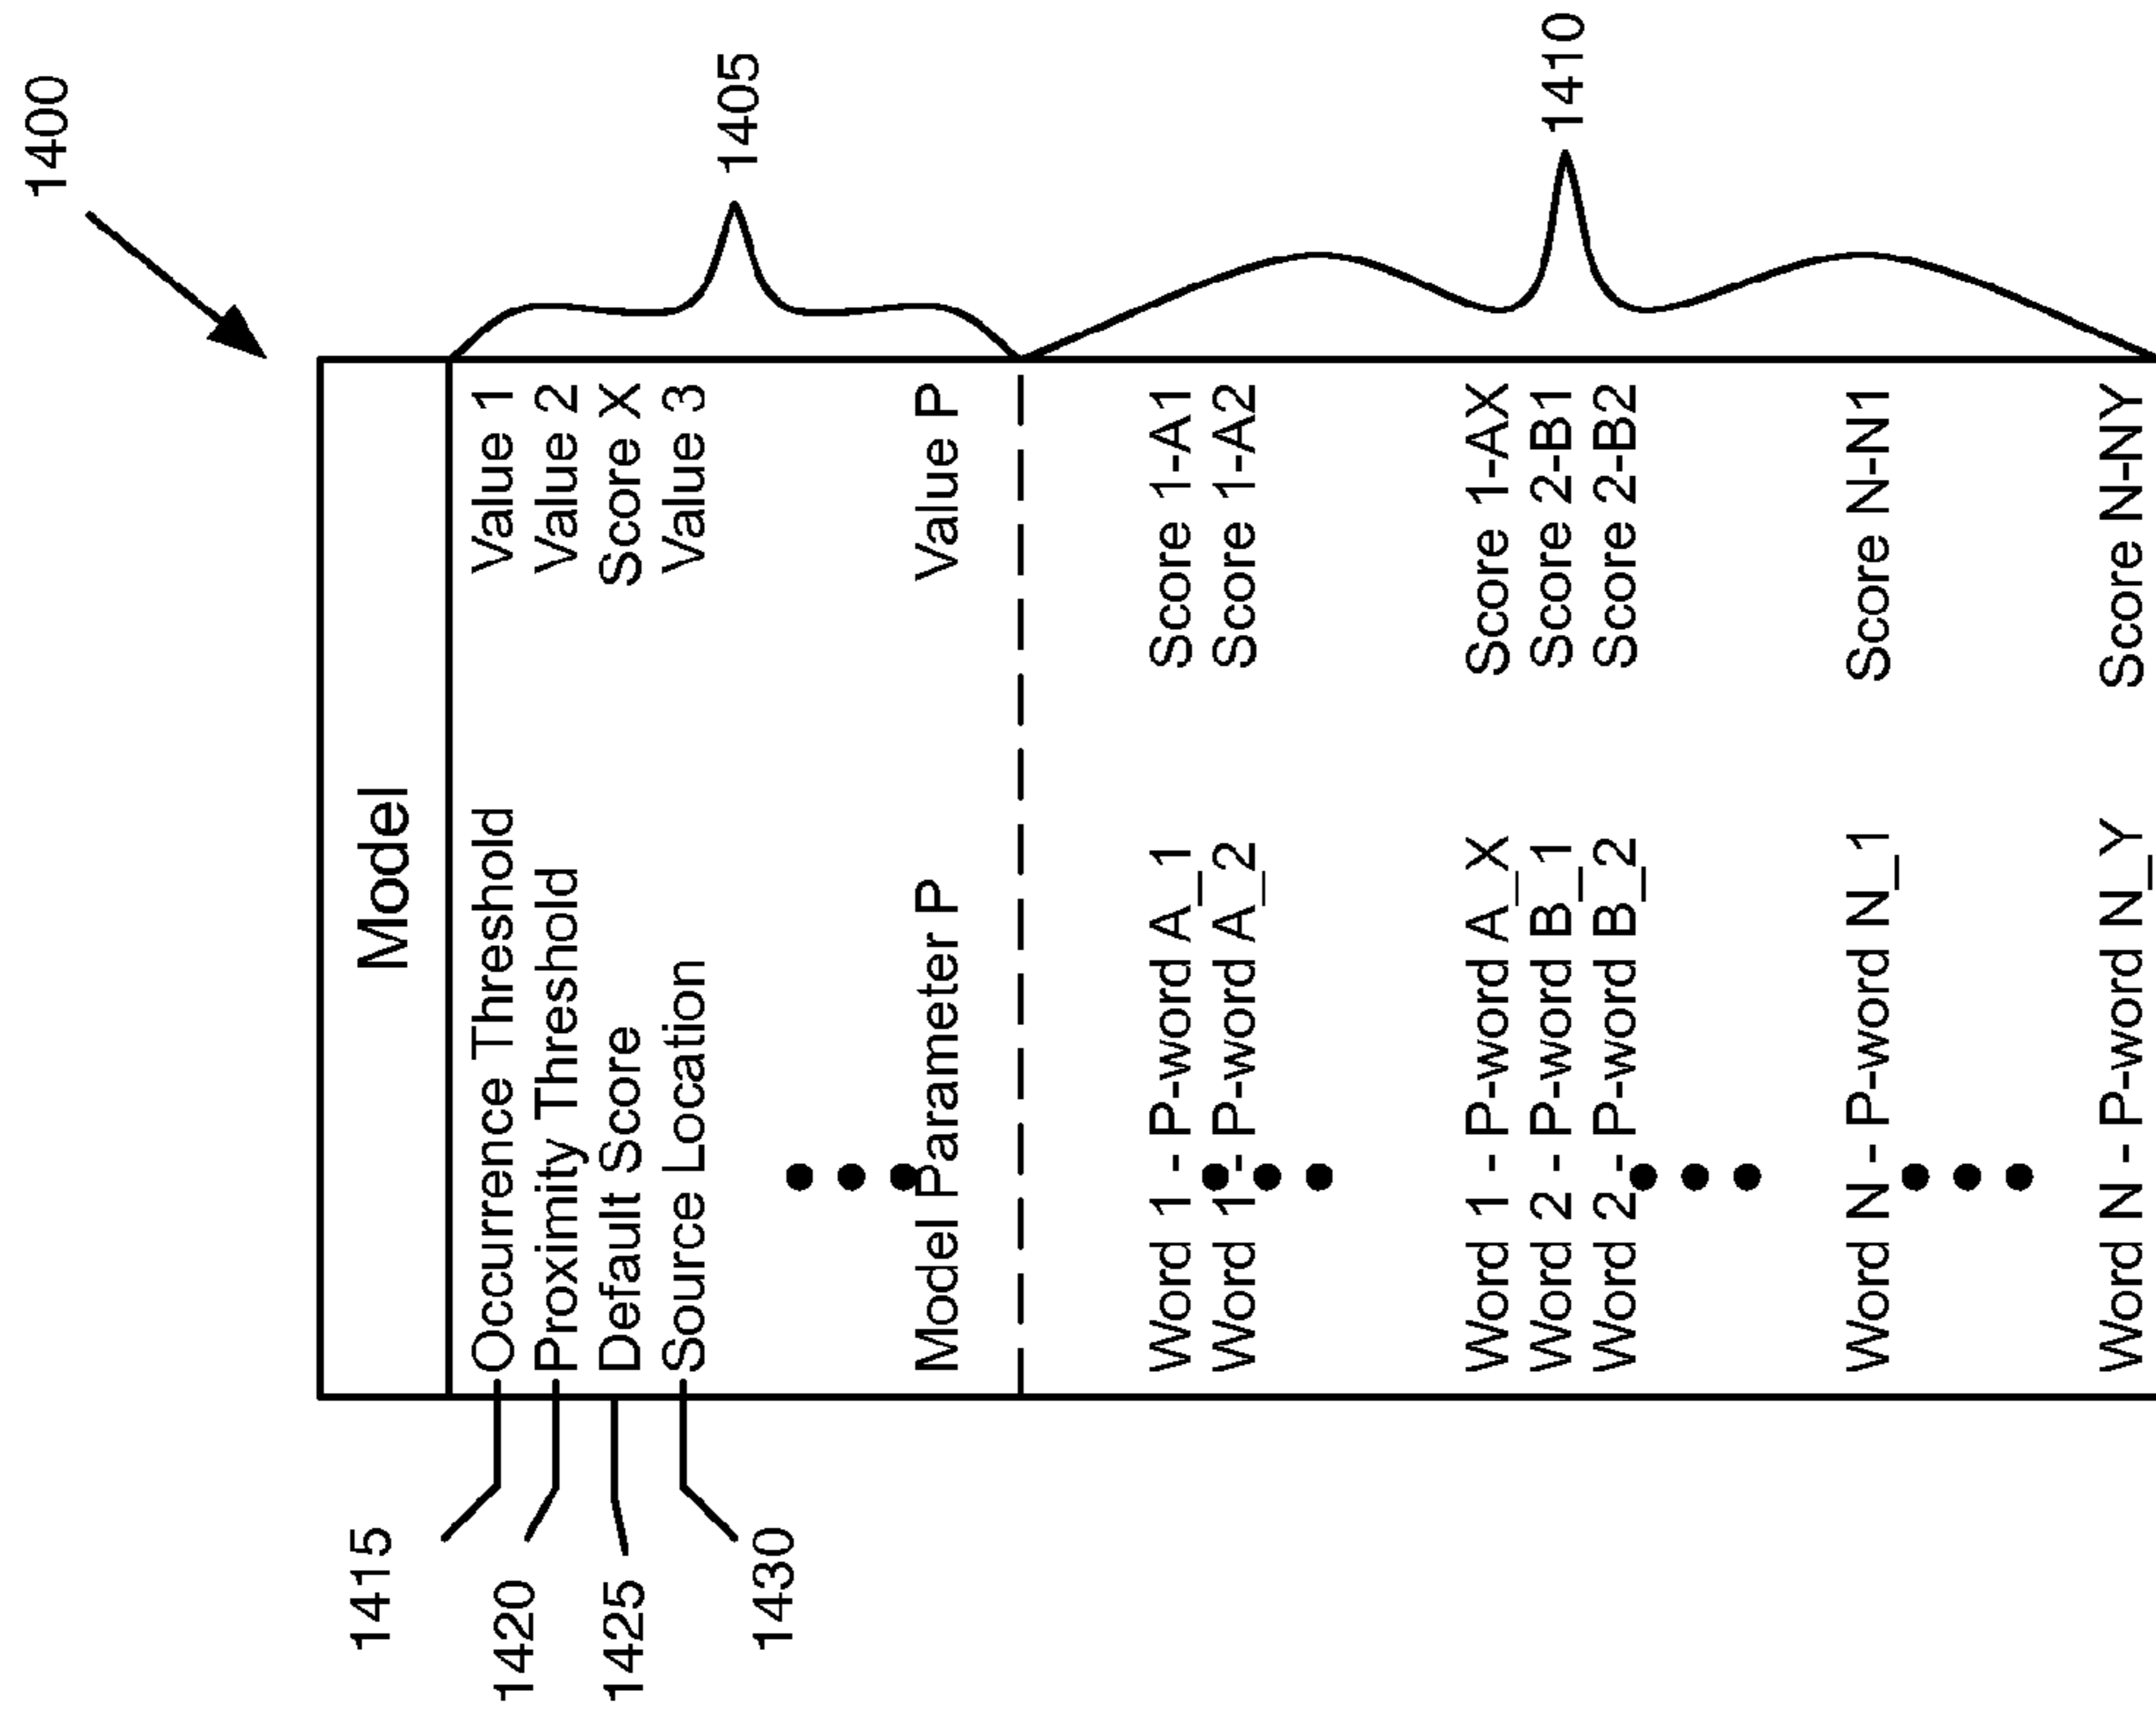 1400
Model
1415
Occurrence Threshold Value 1
1420
Proximity Threshold Value 2
1425
Default Score Score X
1430
Source Location Value 3
1405
Model Parameter P Value P
Word 1 - P-word A_1 Score 1-A1
Word 1 - P-word A_2 Score 1-A2
Word 1 - P-word A_X Score 1-AX
1410
Word 2 - P-word B_1 Score 2-B1
Word 2 - P-word B_2 Score 2-B2
Word N - P-word N_1 Score N-N1
Word N - P-word N_Y Score N-NY